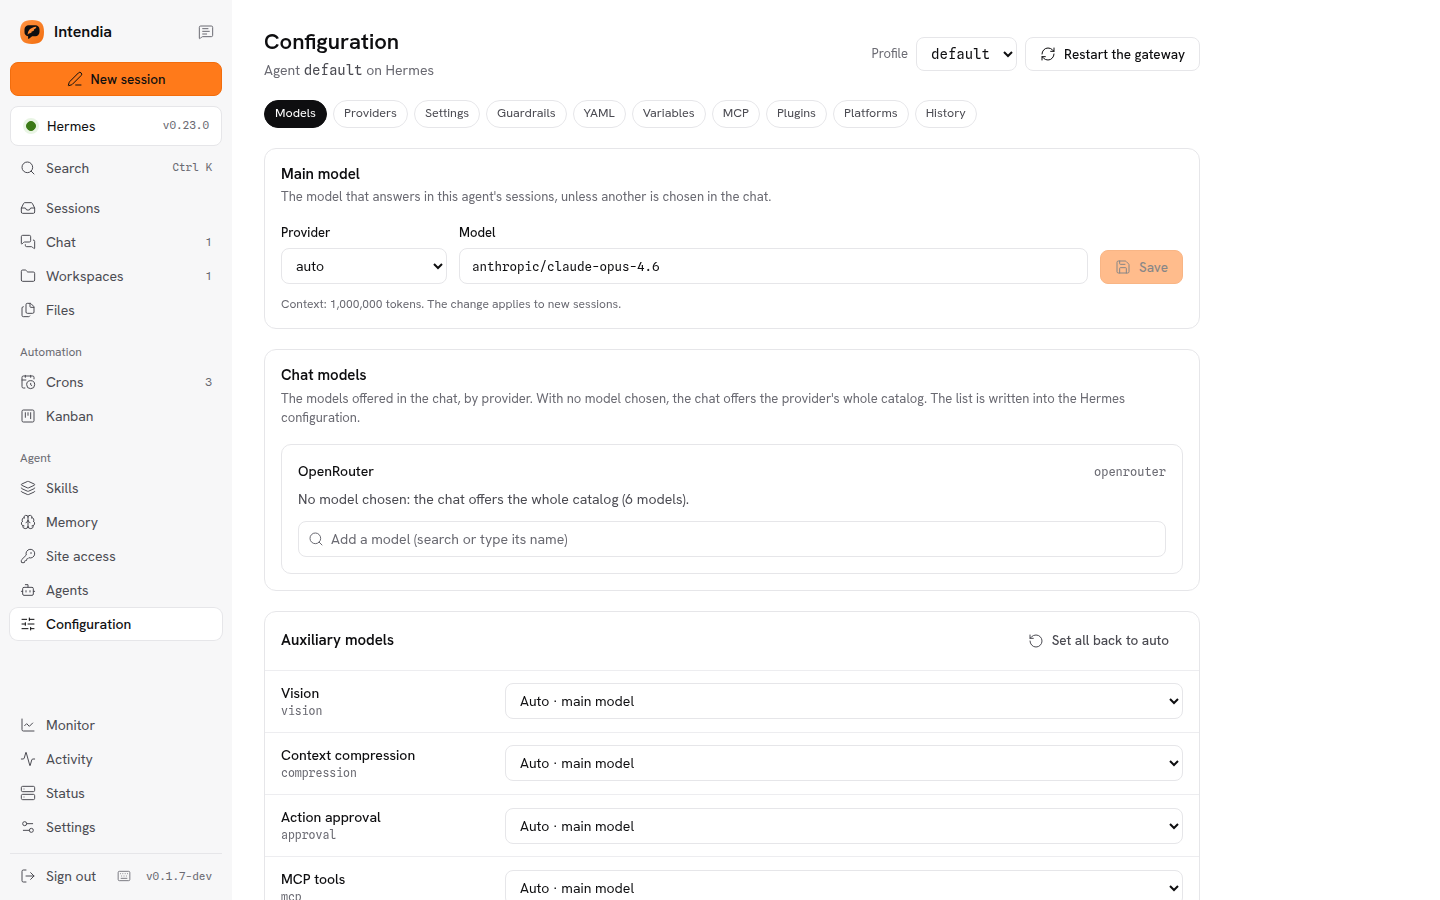 Intendia
New session
Hermes v0.23.0
Search Ctrl K
Sessions
Chat 1
Workspaces 1
Files
Automation
Crons 3
Kanban
Agent
Skills
Memory
Site access
Agents
Configuration
Monitor
Activity
Status
Settings
Sign out v0.1.7-dev
Configuration
Agent default on Hermes
Profile default Restart the gateway
Models Providers Settings Guardrails YAML Variables MCP Plugins Platforms History
Main model
The model that answers in this agent's sessions, unless another is chosen in the chat.
Provider Model
auto anthropic/claude-opus-4.6 Save
Context: 1,000,000 tokens. The change applies to new sessions.
Chat models
The models offered in the chat, by provider. With no model chosen, the chat offers the provider's whole catalog. The list is written into the Hermes
configuration.
OpenRouter openrouter
No model chosen: the chat offers the whole catalog (6 models).
Add a model (search or type its name)
Auxiliary models Set all back to auto
Vision
vision
Auto · main model
Context compression
compression
Auto · main model
Action approval
approval
Auto · main model
MCP tools
mcp
Auto · main model